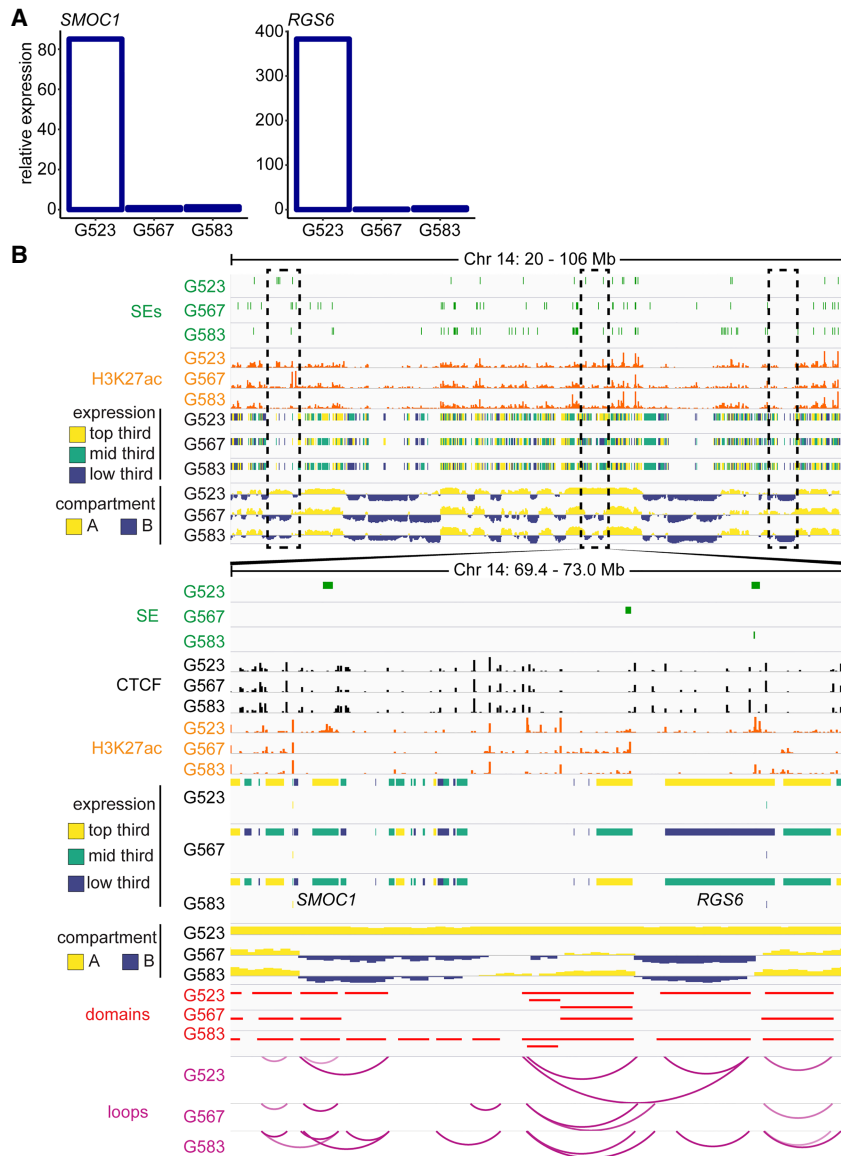 A
SMOC1
RGS6
relative expression
80
60
40
20
0
400
300
200
100
0
G523 G567 G583
G523 G567 G583
B
Chr 14: 20 - 106 Mb
SEs
G523
G567
G583
H3K27ac
G523
G567
G583
expression
top third
mid third
low third
G523
G567
G583
compartment
A B
G523
G567
G583
Chr 14: 69.4 - 73.0 Mb
SE
G523
G567
G583
CTCF
G523
G567
G583
H3K27ac
G523
G567
G583
expression
top third
mid third
low third
G523
G567
G583
SMOC1 RGS6
compartment
A B
G523
G567
G583
domains
G523
G567
G583
loops
G523
G567
G583